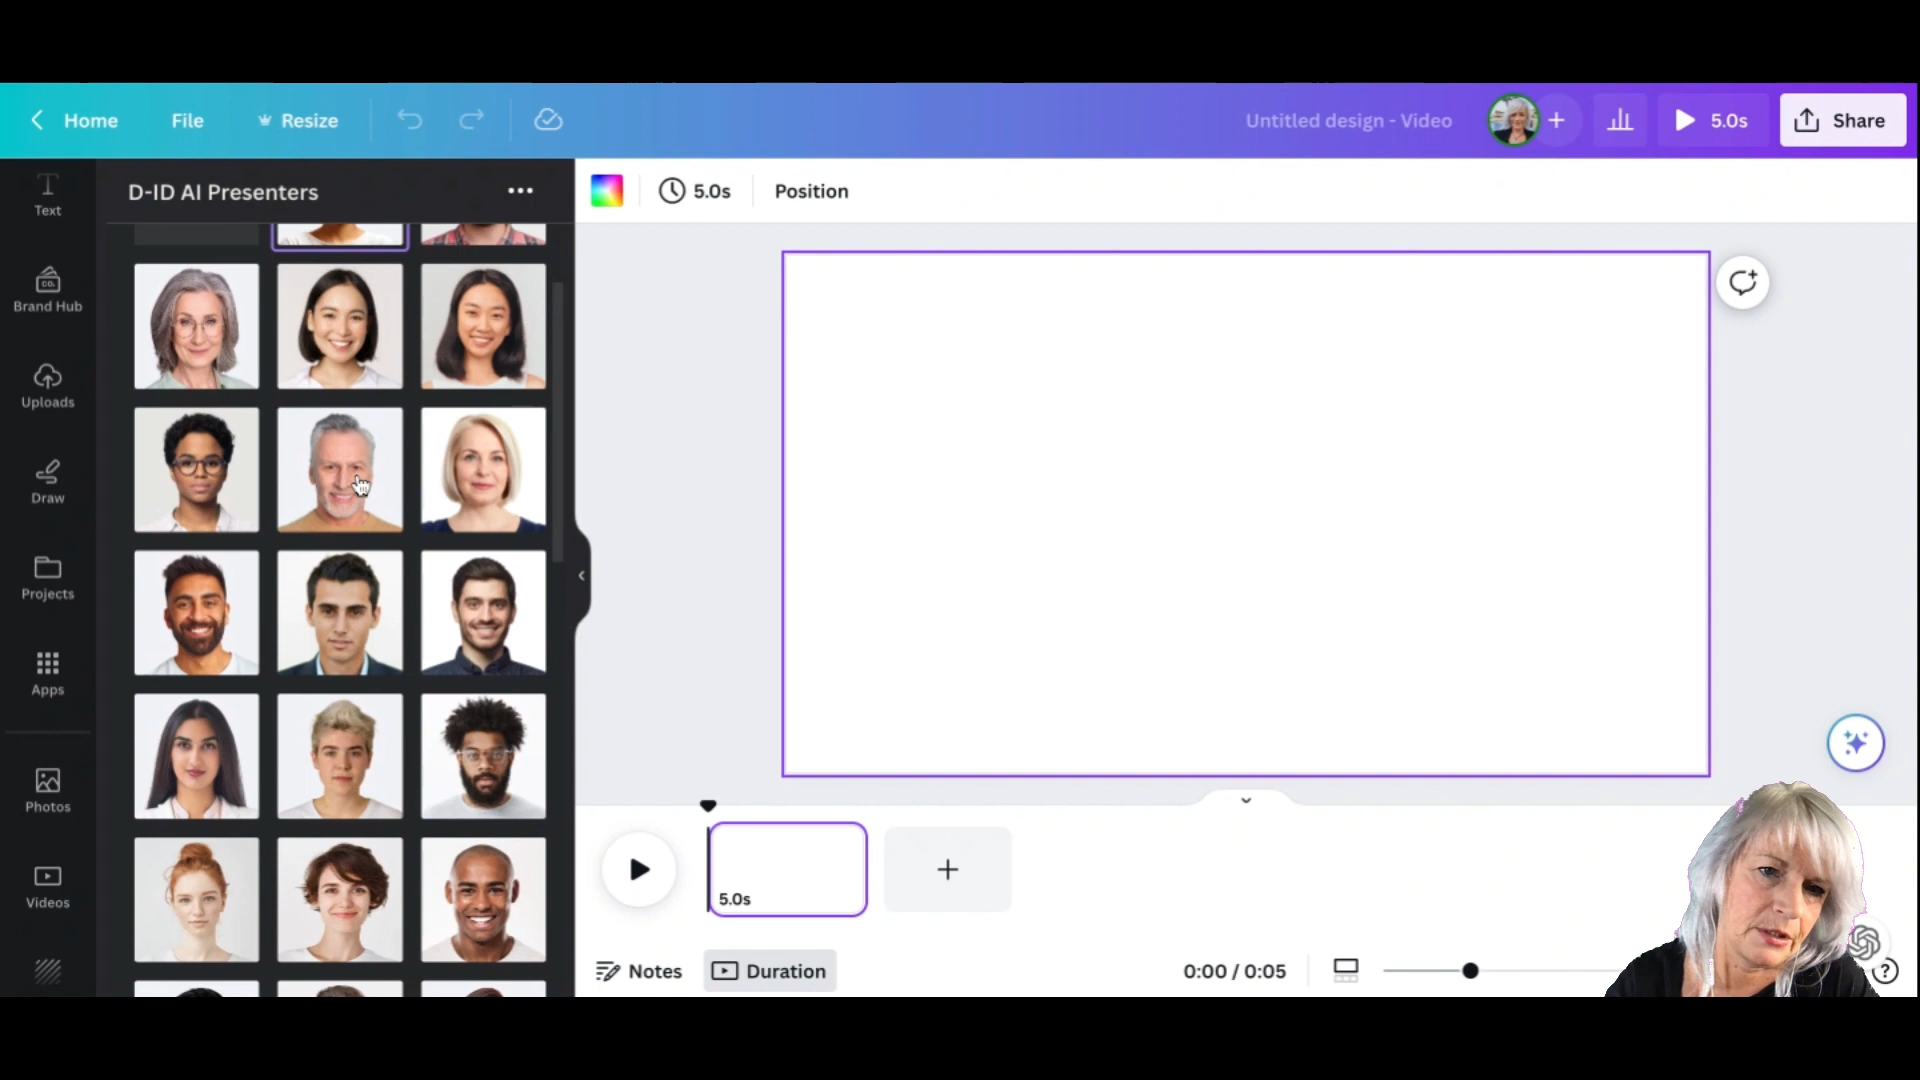 Home File Resize
Untitled design - Video
5.0s
Share
Text
Brand Hub
CO.
Uploads
Draw
Projects
Apps
Photos
Videos
D-ID AI Presenters
5.0s
Position
5.0s
Notes
Duration
0:00 / 0:05
?